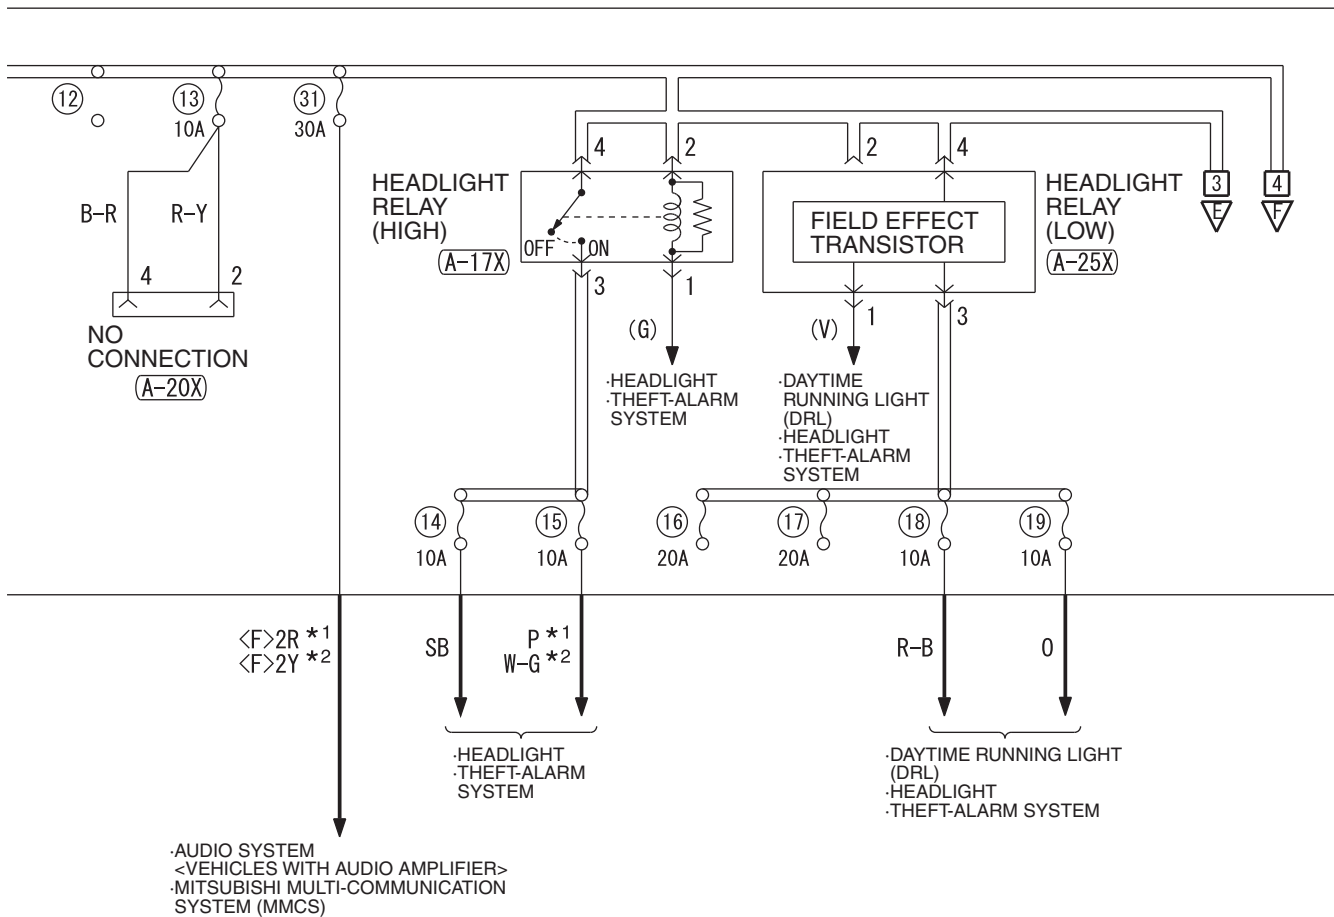 12
13
10A
31
30A
B-R
R-Y
4
2
NO
CONNECTION
A-20X
HEADLIGHT
RELAY
(HIGH)
A-17X
4
2
OFF
ON
3
1
(G)
·HEADLIGHT
·THEFT-ALARM
SYSTEM
2
4
FIELD EFFECT
TRANSISTOR
1
3
(V)
·DAYTIME
RUNNING LIGHT
(DRL)
·HEADLIGHT
·THEFT-ALARM
SYSTEM
HEADLIGHT
RELAY
(LOW)
A-25X
3
E
4
F
14
10A
15
10A
16
20A
17
20A
18
10A
19
10A
<F>2R *1
<F>2Y *2
SB
P *1
W-G *2
R-B
O
·HEADLIGHT
·THEFT-ALARM
SYSTEM
·DAYTIME RUNNING LIGHT
(DRL)
·HEADLIGHT
·THEFT-ALARM SYSTEM
·AUDIO SYSTEM
<VEHICLES WITH AUDIO AMPLIFIER>
·MITSUBISHI MULTI-COMMUNICATION
SYSTEM (MMCS)